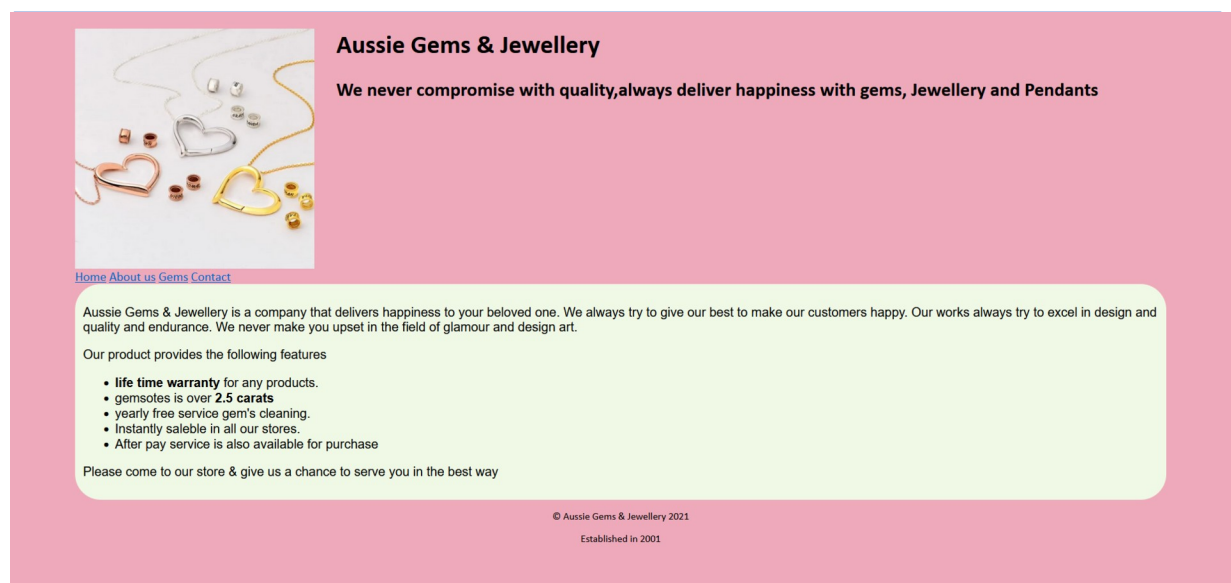 Aussie Gems & Jewellery
We never compromise with quality,always deliver happiness with gems, Jewellery and Pendants
Home About us Gems Contact
Aussie Gems & Jewellery is a company that delivers happiness to your beloved one. We always try to give our best to make our customers happy. Our works always try to excel in design and
quality and endurance. We never make you upset in the field of glamour and design art.
Our product provides the following features
• life time warranty for any products.
• gemsotes is over 2.5 carats
• yearly free service gem's cleaning.
• Instantly saleble in all our stores.
• After pay service is also available for purchase
Please come to our store & give us a chance to serve you in the best way
© Aussie Gems & Jewellery 2021
Established in 2001